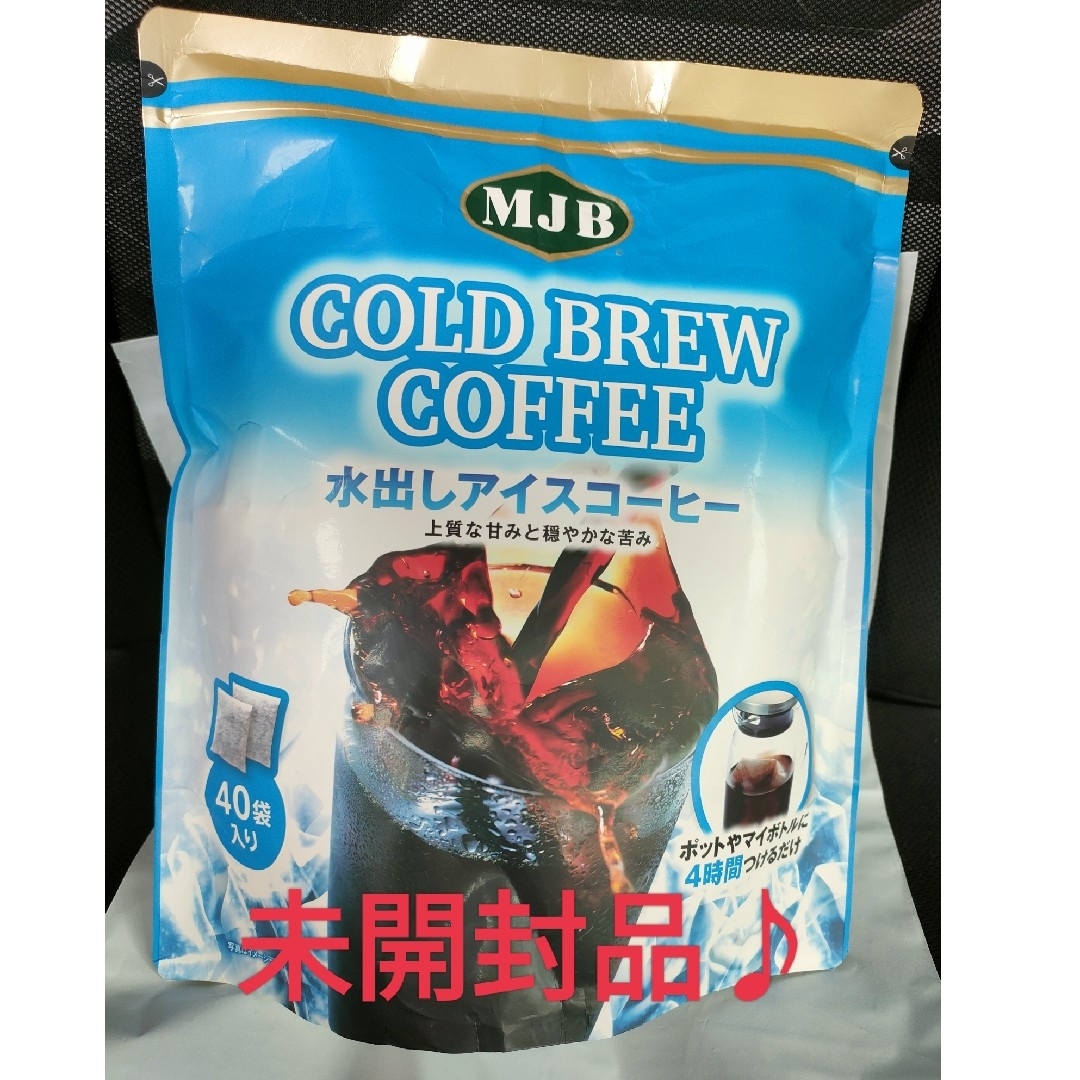 MJB
COLD BREW
COFFEE
水出しアイスコーヒー
上質な甘みと穏やかな苦み
40袋
入り
ポットやマイボトルに
4時間つけるだけ
未開封品♪